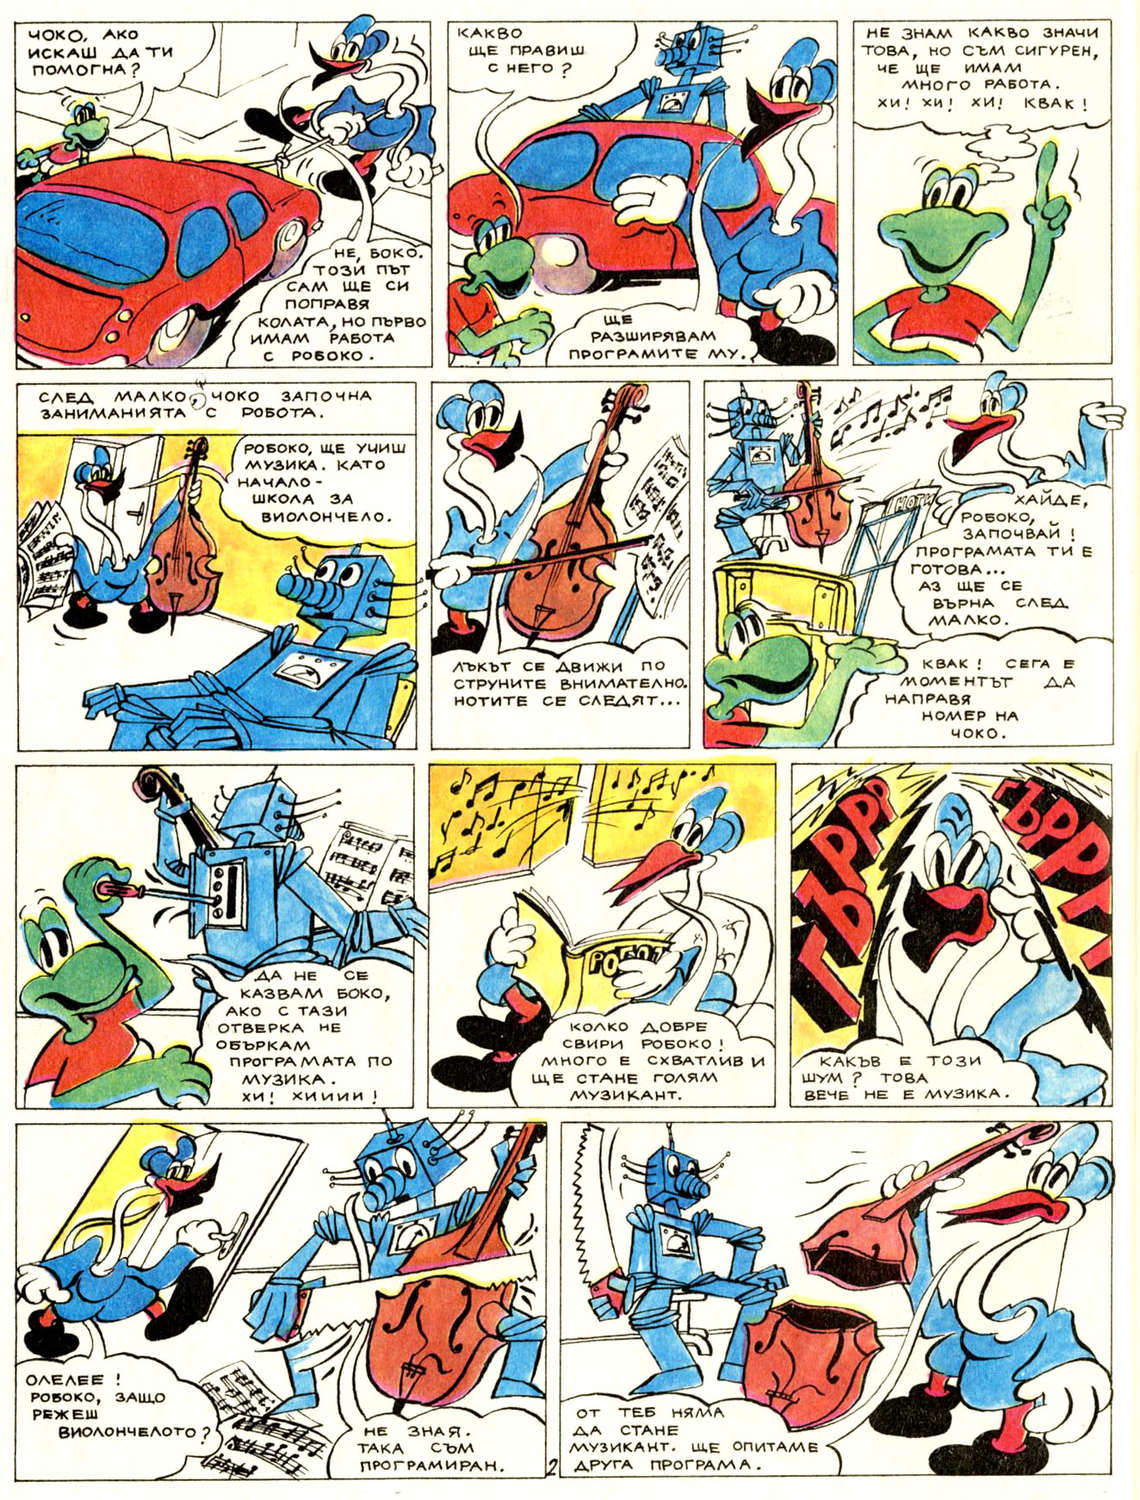 ЧОКО, АКО
ИСКАШ ДА ТИ
ПОМОГНА?
НЕ, БОКО.
ТОЗИ ПЪТ
САМ ЩЕ СИ
ПОПРАВЯ
КОЛАТА, НО ПЪРВО
ИМАМ РАБОТА
С РОБОКО.
КАКВО
ЩЕ ПРАВИШ
С НЕГО?
ЩЕ
РАЗШИРЯВАМ
ПРОГРАМИТЕ МУ.
НЕ ЗНАМ КАКВО ЗНАЧИ
ТОВА, НО СЪМ СИГУРЕН,
ЧЕ ЩЕ ИМАМ
МНОГО РАБОТА.
ХИ! ХИ! ХИ! КВАК!
СЛЕД МАЛКО, ЧОКО ЗАПОЧНА
ЗАНИМАНИЯТА С РОБОТА.
РОБОКО, ЩЕ УЧИШ
МУЗИКА. КАТО
НАЧАЛО-
ШКОЛА ЗА
ВИОЛОНЧЕЛО.
ЛЪКЪТ СЕ ДВИЖИ ПО
СТРУНИТЕ ВНИМАТЕЛНО.
НОТИТЕ СЕ СЛЕДЯТ...
НОТИ
ХАЙДЕ,
РОБОКО,
ЗАПОЧВАЙ!
ПРОГРАМАТА ТИ Е
ГОТОВА...
АЗ ЩЕ СЕ
ВЪРНА СЛЕД
МАЛКО.
КВАК! СЕГА Е
МОМЕНТЪТ ДА
НАПРАВЯ
НОМЕР НА
ЧОКО.
ДА НЕ СЕ
КАЗВАМ БОКО,
АКО С ТАЗИ
ОТВЕРКА НЕ
ОБЪРКАМ
ПРОГРАМАТА ПО
МУЗИКА.
ХИ! ХИИИИ!
РОБОТ
КОЛКО ДОБРЕ
СВИРИ РОБОКО!
МНОГО Е СХВАТЛИВ И
ЩЕ СТАНЕ ГОЛЯМ
МУЗИКАНТ.
ГЪРРР
ГЪРРР
КАКЪВ Е ТОЗИ
ШУМ? ТОВА
ВЕЧЕ НЕ Е МУЗИКА.
ОЛЕЛЕЕ!
РОБОКО, ЗАЩО
РЕЖЕШ
ВИОЛОНЧЕЛОТО?
НЕ ЗНАЯ.
ТАКА СЪМ
ПРОГРАМИРАН.
2
ОТ ТЕБ НЯМА
ДА СТАНЕ
МУЗИКАНТ. ЩЕ ОПИТАМЕ
ДРУГА ПРОГРАМА.